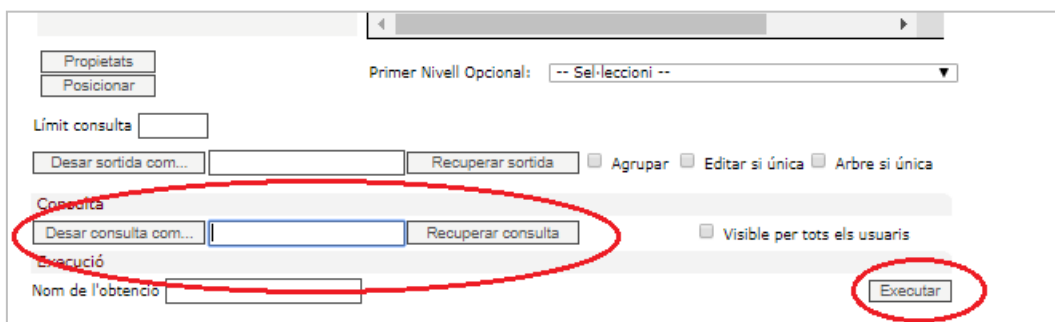 Propietats
Posicionar
Primer Nivell Opcional: -- Sel·leccioni --
Límit consulta
Desar sortida com... Recuperar sortida Agrupar Editar si única Arbre si única
Consulta
Desar consulta com... Recuperar consulta Visible per tots els usuaris
Execució
Nom de l'obtenció Executar